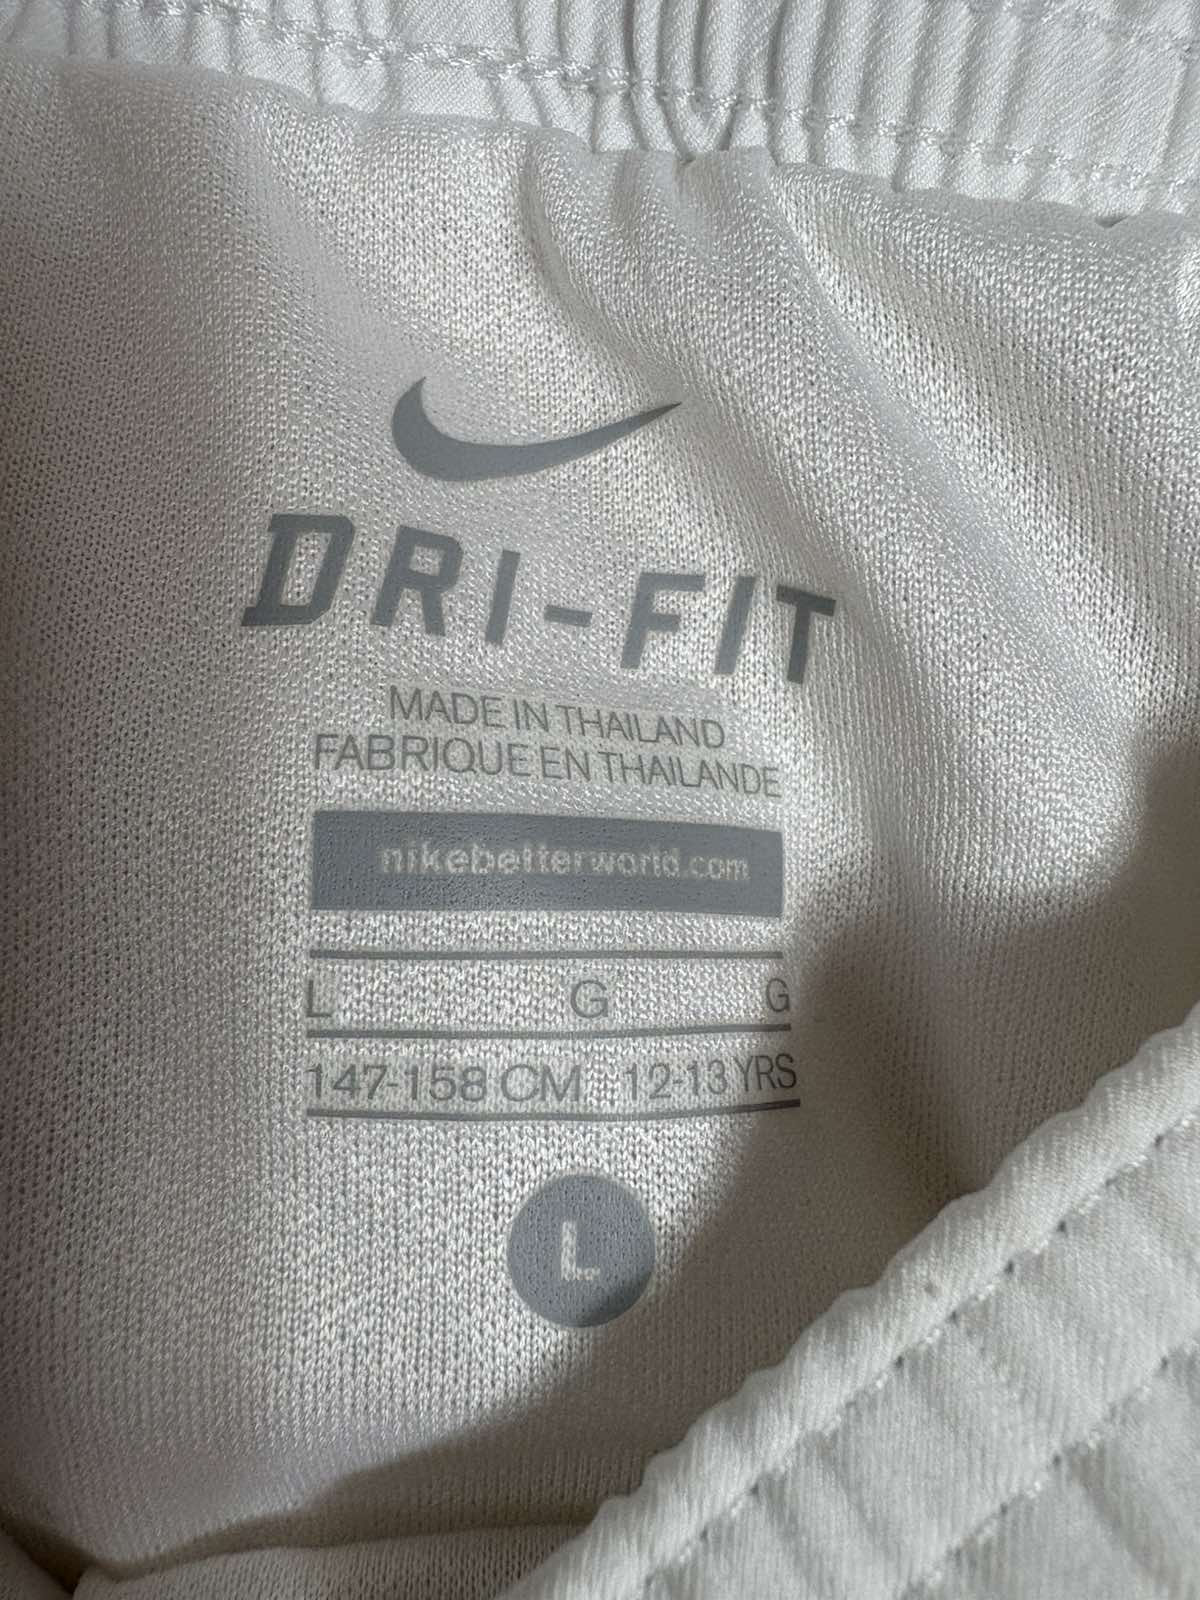 DRI-FIT
MADE IN THAILAND
FABRIQUE EN THAILANDE
nikebetterworld.com
L G G
147-158 CM 12-13 YRS
L